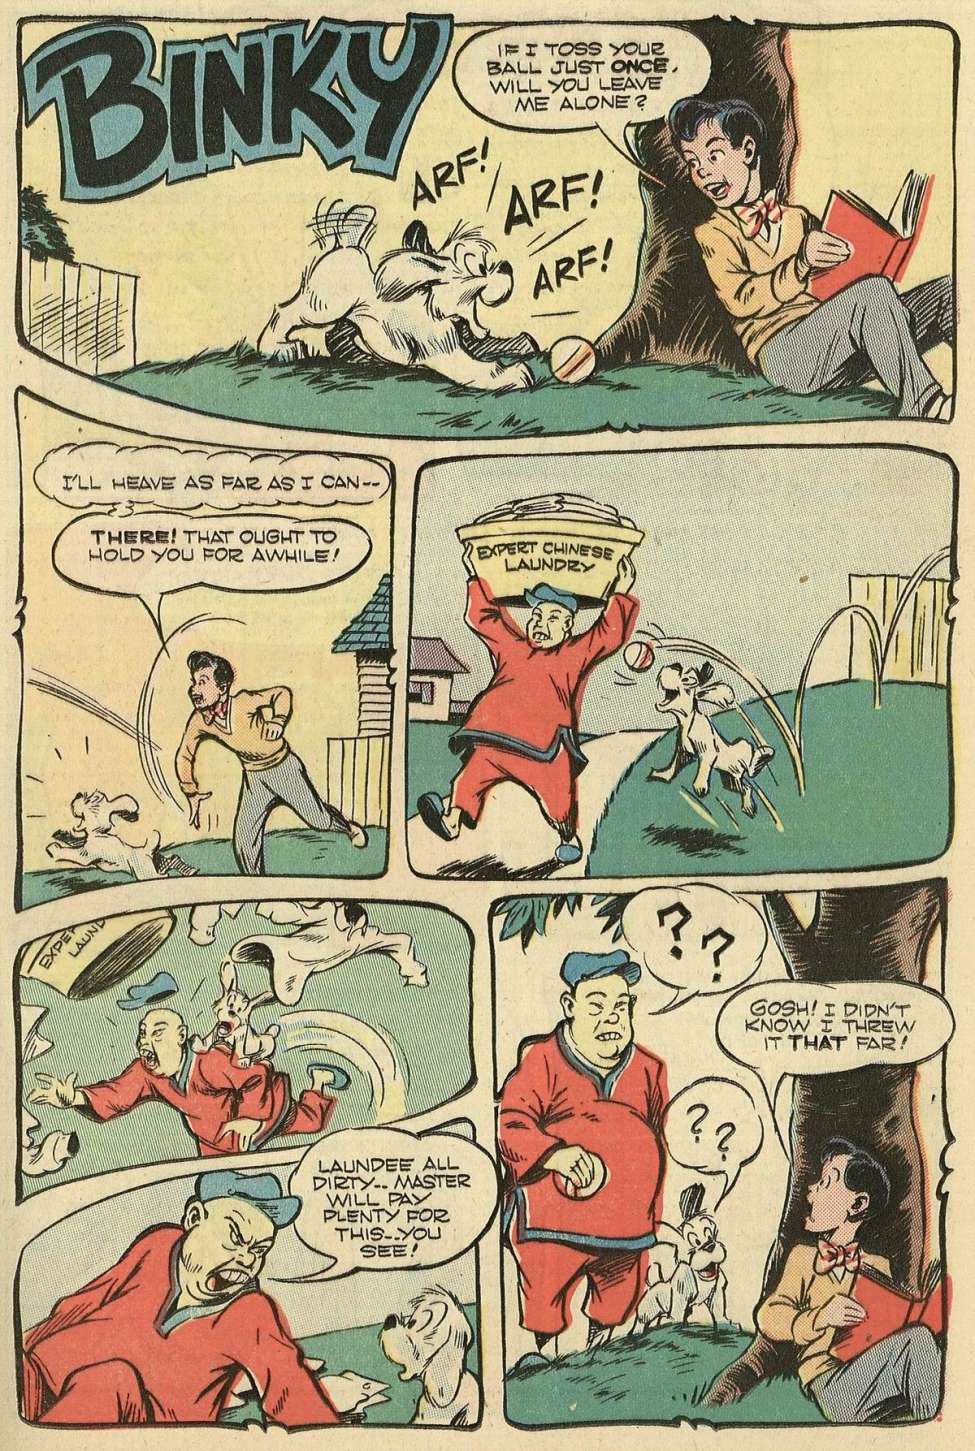 BINKY
IF I TOSS YOUR
BALL JUST ONCE,
WILL YOU LEAVE
ME ALONE?
ARF!
ARF!
ARF!
I'LL HEAVE AS FAR AS I CAN--
THERE! THAT OUGHT TO
HOLD YOU FOR AWHILE!
EXPERT CHINESE
LAUNDRY
EXPER
LAUND
LAUNDEE ALL
DIRTY-- MASTER
WILL PAY
PLENTY FOR
THIS--YOU
SEE!
? ?
GOSH! I DIDN'T
KNOW I THREW
IT THAT FAR!
? ?